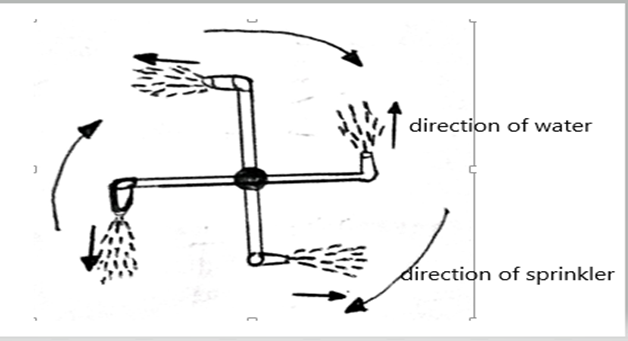 direction of water
direction of sprinkler